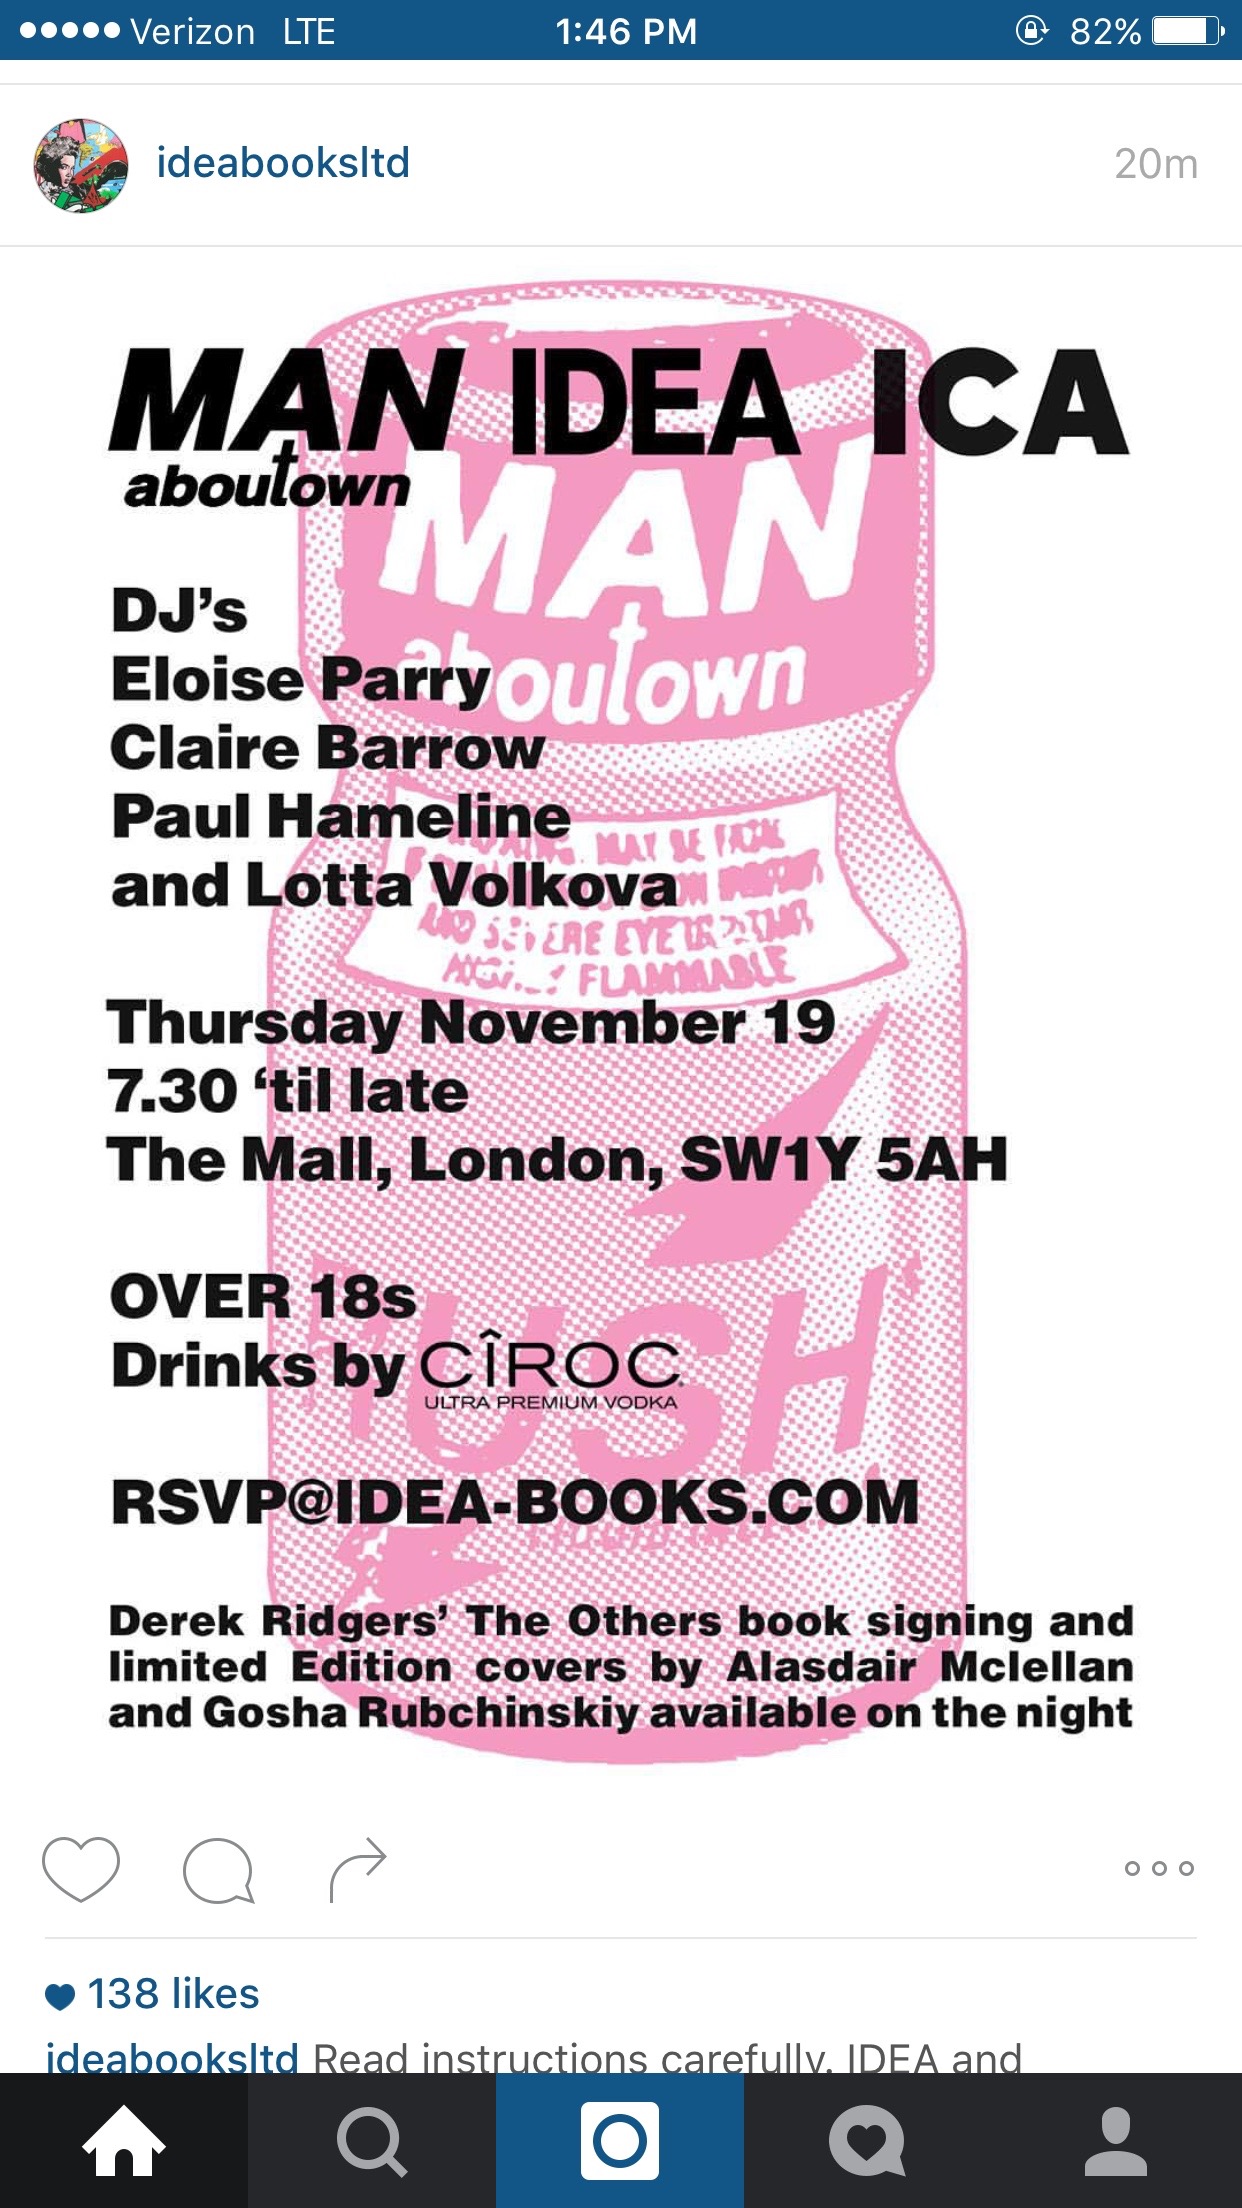 Verizon LTE 1:46 PM 82%
ideabooksltd 20m
MAN IDEA ICA
aboutown
MAN
aboutown
DJ's
Eloise Parry
Claire Barrow
Paul Hameline
and Lotta Volkova
MAY BE
EYE
FLAMMABLE
Thursday November 19
7.30 ‘til late
The Mall, London, SW1Y 5AH
OVER 18s
Drinks by CÎROC
ULTRA PREMIUM VODKA
RUSH
RSVP@IDEA-BOOKS.COM
Derek Ridgers’ The Others book signing and
limited Edition covers by Alasdair Mclellan
and Gosha Rubchinskiy available on the night
138 likes
ideabooksltd Read instructions carefully. IDEA and